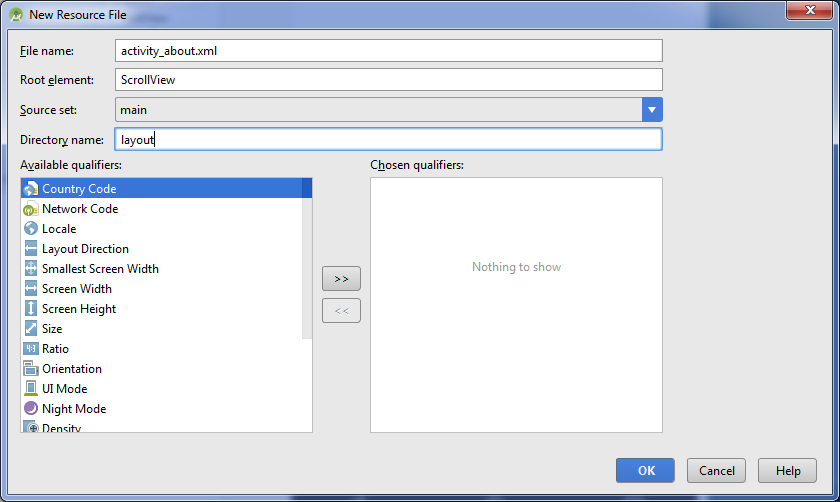 New Resource File
File name: activity_about.xml
Root element: ScrollView
Source set: main
Directory name: layout
Available qualifiers: Chosen qualifiers:
Country Code
Network Code
Locale
Layout Direction
Smallest Screen Width
Screen Width
Screen Height
Size
Ratio
Orientation
UI Mode
Night Mode
Density
>>
<<
Nothing to show
OK Cancel Help